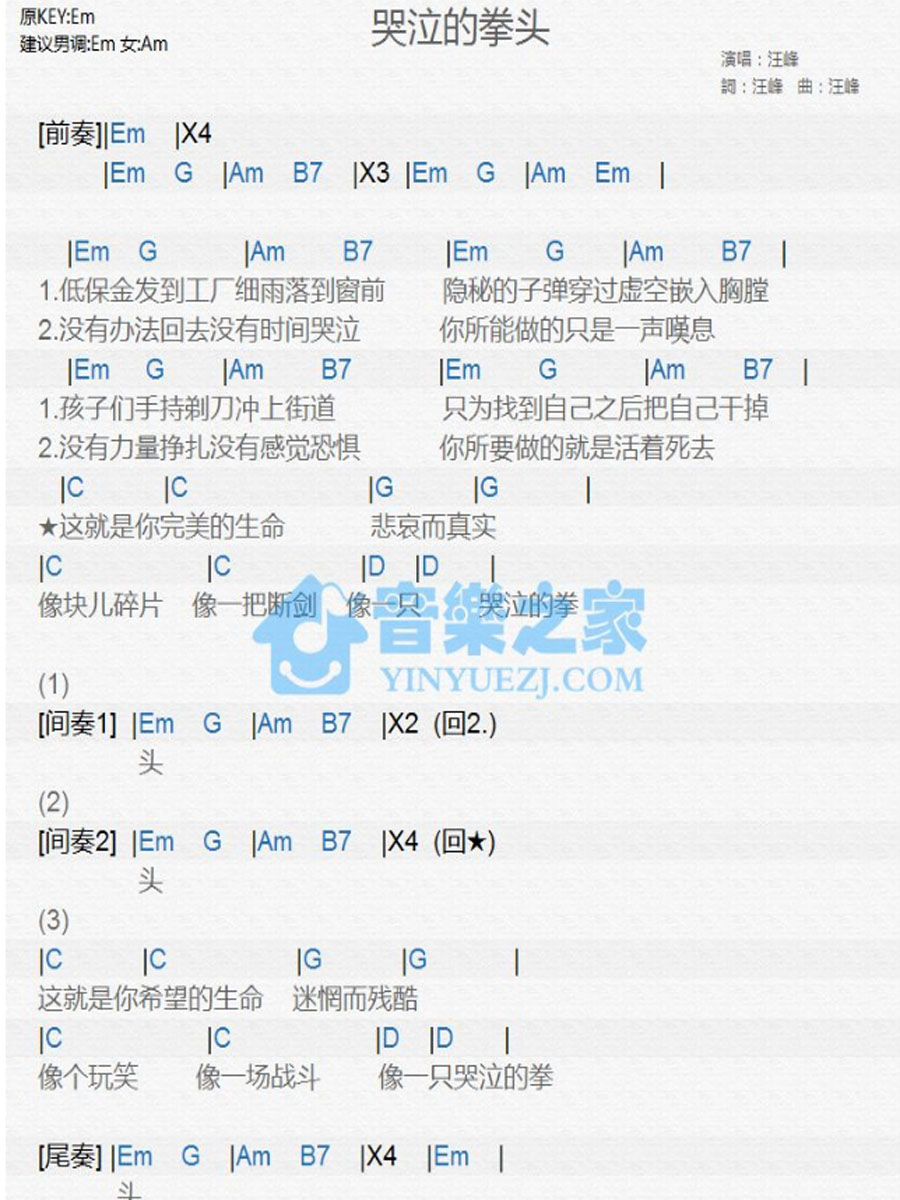 原KEY:Em
建议男调:Em 女:Am
哭泣的拳头
演唱：汪峰
詞：汪峰 曲：汪峰
[前奏]|Em |X4
|Em G |Am B7 |X3 |Em G |Am Em |
|Em G |Am B7 |Em G |Am B7 |
1.低保金发到工厂细雨落到窗前 隐秘的子弹穿过虚空嵌入胸膛
2.没有办法回去没有时间哭泣 你所能做的只是一声嘆息
|Em G |Am B7 |Em G |Am B7 |
1.孩子们手持剃刀冲上街道 只为找到自己之后把自己干掉
2.没有力量挣扎没有感觉恐惧 你所要做的就是活着死去
|C |C |G |G |
★这就是你完美的生命 悲哀而真实
|C |C |D |D |
像块儿碎片 像一把断剑 像一只 哭泣的拳
音樂之家
YINYUEZJ.COM
(1)
[间奏1] |Em G |Am B7 |X2 (回2.)
头
(2)
[间奏2] |Em G |Am B7 |X4 (回★)
头
(3)
|C |C |G |G |
这就是你希望的生命 迷惘而残酷
|C |C |D |D |
像个玩笑 像一场战斗 像一只哭泣的拳
[尾奏] |Em G |Am B7 |X4 |Em |
头